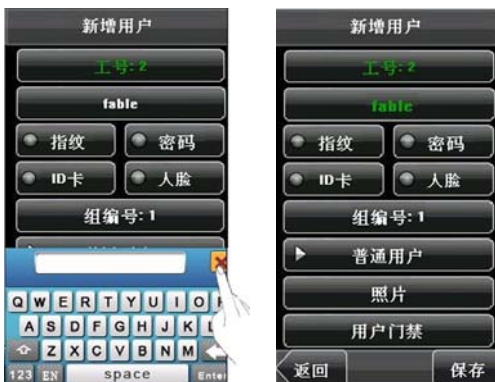 新增用户
工号: 2
fable
指纹
密码
ID卡
人脸
组编号: 1
Q W E R T Y U I O
A S D F G H J K L
Z X C V B N M
123 EN space Enter
新增用户
工号: 2
fable
指纹
密码
ID卡
人脸
组编号: 1
普通用户
照片
用户门禁
返回
保存